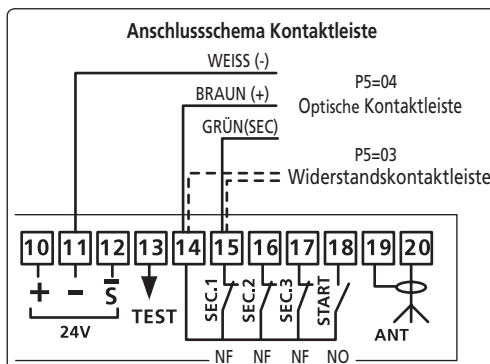 Anschlussschema Kontaktleiste
WEISS (-)
P5=04
BRAUN (+)
Optische Kontaktleiste
GRÜN(SEC)
P5=03
Widerstandskontaktleiste
10 11 12 13 14 15 16 17 18 19 20
+ - S
24V
TEST
SEC.1
SEC.2
SEC.3
START
ANT
NF NF NF NO